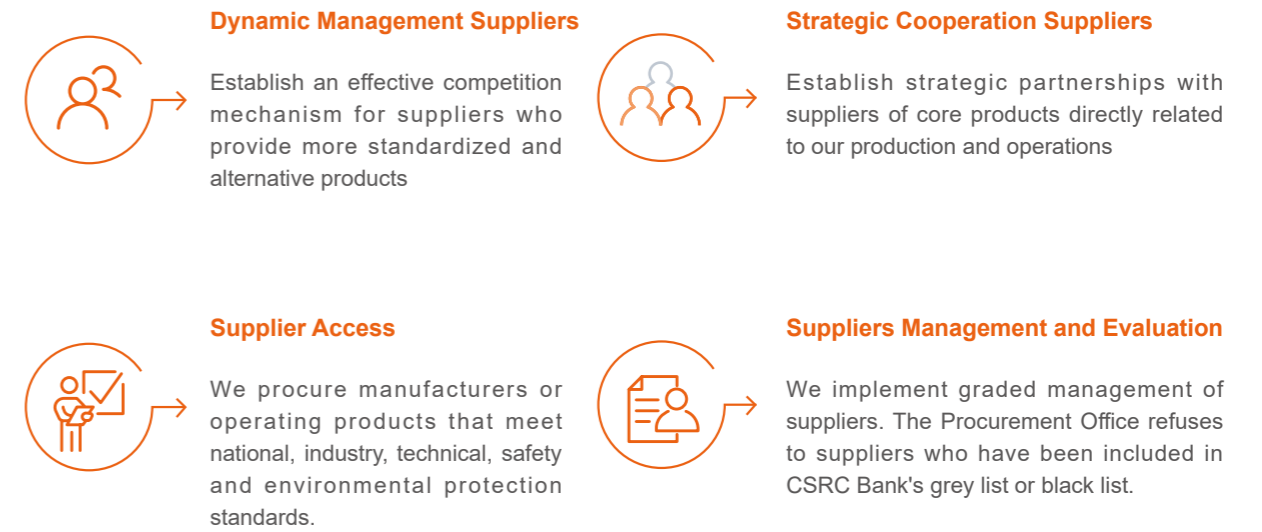 Dynamic Management Suppliers
Establish an effective competition
mechanism for suppliers who
provide more standardized and
alternative products
Strategic Cooperation Suppliers
Establish strategic partnerships with
suppliers of core products directly related
to our production and operations
Supplier Access
We procure manufacturers or
operating products that meet
national, industry, technical, safety
and environmental protection
standards.
Suppliers Management and Evaluation
We implement graded management of
suppliers. The Procurement Office refuses
to suppliers who have been included in
CSRC Bank's grey list or black list.